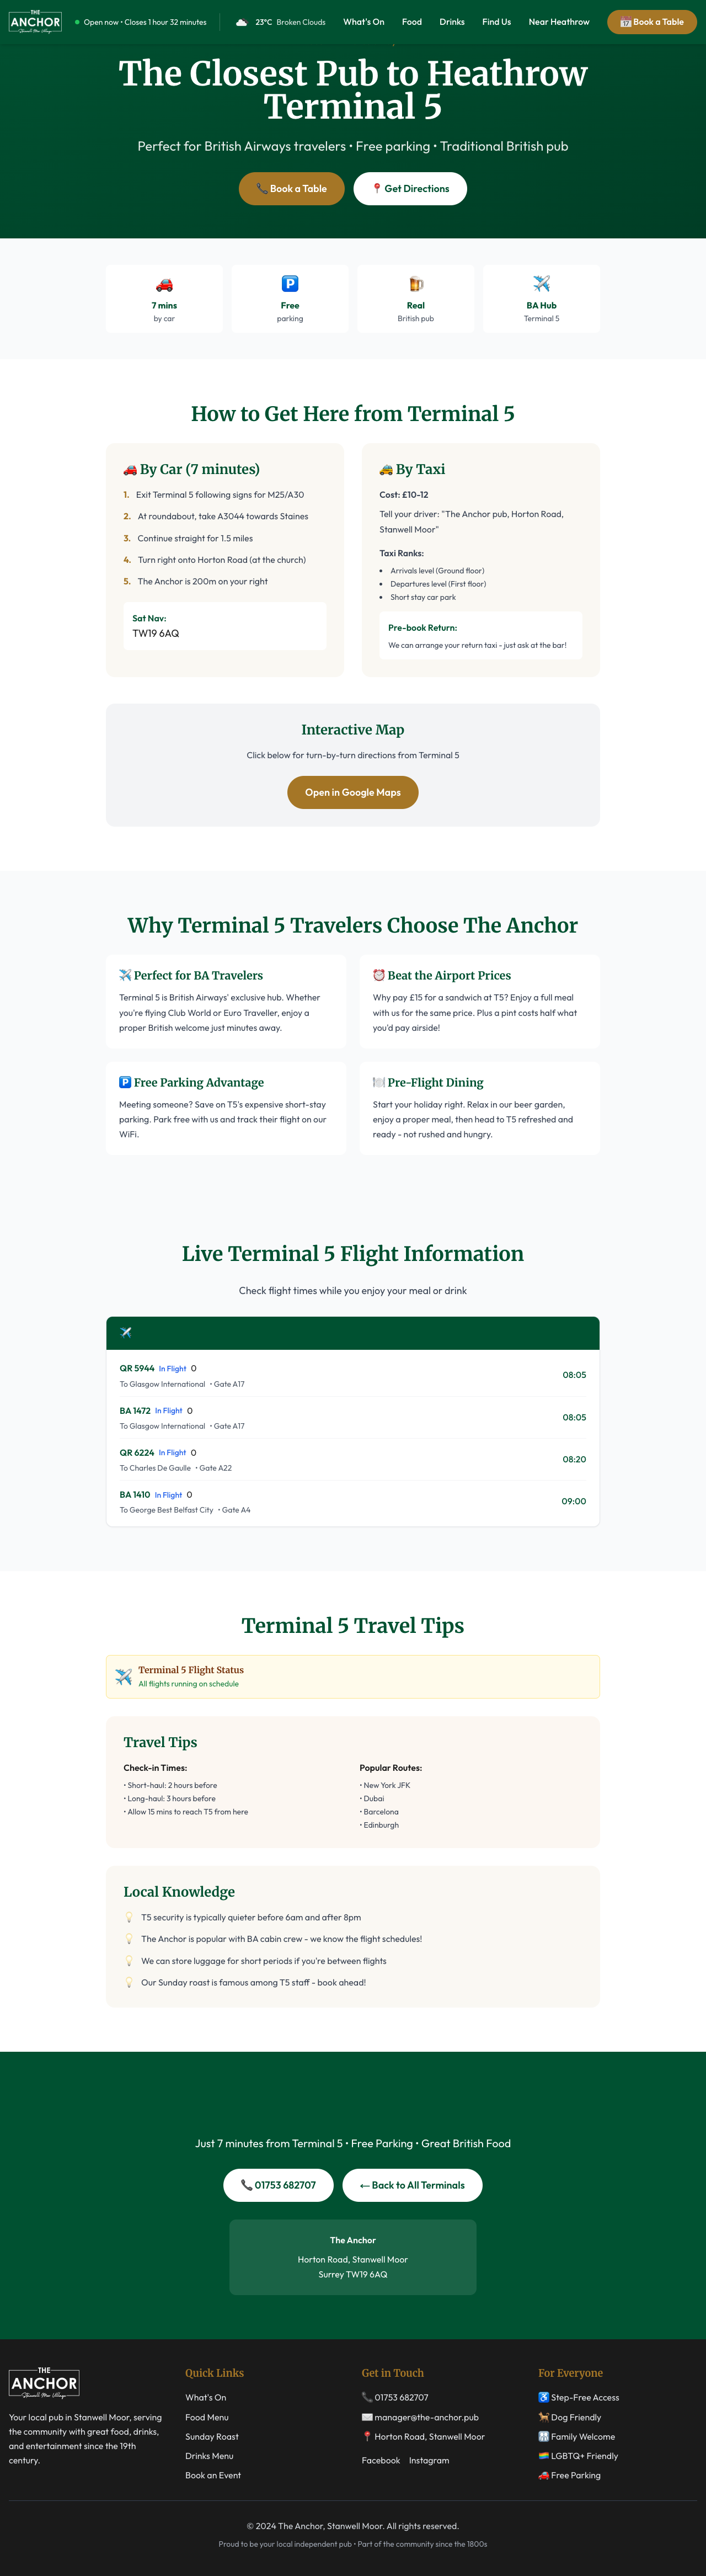 THE
ANCHOR
Stanwell Moor Village
Open now • Closes 1 hour 32 minutes
23°C Broken Clouds
What's On
Food
Drinks
Find Us
Near Heathrow
Book a Table
The Closest Pub to Heathrow
Terminal 5
Perfect for British Airways travelers • Free parking • Traditional British pub
Book a Table
Get Directions
7 mins
by car
Free
parking
Real
British pub
BA Hub
Terminal 5
How to Get Here from Terminal 5
By Car (7 minutes)
1. Exit Terminal 5 following signs for M25/A30
2. At roundabout, take A3044 towards Staines
3. Continue straight for 1.5 miles
4. Turn right onto Horton Road (at the church)
5. The Anchor is 200m on your right
Sat Nav:
TW19 6AQ
By Taxi
Cost: £10-12
Tell your driver: "The Anchor pub, Horton Road,
Stanwell Moor"
Taxi Ranks:
• Arrivals level (Ground floor)
• Departures level (First floor)
• Short stay car park
Pre-book Return:
We can arrange your return taxi - just ask at the bar!
Interactive Map
Click below for turn-by-turn directions from Terminal 5
Open in Google Maps
Why Terminal 5 Travelers Choose The Anchor
Perfect for BA Travelers
Terminal 5 is British Airways' exclusive hub. Whether
you're flying Club World or Euro Traveller, enjoy a
proper British welcome just minutes away.
Beat the Airport Prices
Why pay £15 for a sandwich at T5? Enjoy a full meal
with us for the same price. Plus a pint costs half what
you'd pay airside!
Free Parking Advantage
Meeting someone? Save on T5's expensive short-stay
parking. Park free with us and track their flight on our
WiFi.
Pre-Flight Dining
Start your holiday right. Relax in our beer garden,
enjoy a proper meal, then head to T5 refreshed and
ready - not rushed and hungry.
Live Terminal 5 Flight Information
Check flight times while you enjoy your meal or drink
QR 5944 In Flight 0
To Glasgow International • Gate A17
08:05
BA 1472 In Flight 0
To Glasgow International • Gate A17
08:05
QR 6224 In Flight 0
To Charles De Gaulle • Gate A22
08:20
BA 1410 In Flight 0
To George Best Belfast City • Gate A4
09:00
Terminal 5 Travel Tips
Terminal 5 Flight Status
All flights running on schedule
Travel Tips
Check-in Times:
• Short-haul: 2 hours before
• Long-haul: 3 hours before
• Allow 15 mins to reach T5 from here
Popular Routes:
• New York JFK
• Dubai
• Barcelona
• Edinburgh
Local Knowledge
T5 security is typically quieter before 6am and after 8pm
The Anchor is popular with BA cabin crew - we know the flight schedules!
We can store luggage for short periods if you're between flights
Our Sunday roast is famous among T5 staff - book ahead!
Just 7 minutes from Terminal 5 • Free Parking • Great British Food
01753 682707
← Back to All Terminals
The Anchor
Horton Road, Stanwell Moor
Surrey TW19 6AQ
THE
ANCHOR
Stanwell Moor Village
Your local pub in Stanwell Moor, serving
the community with great food, drinks,
and entertainment since the 19th
century.
Quick Links
What's On
Food Menu
Sunday Roast
Drinks Menu
Book an Event
Get in Touch
01753 682707
manager@the-anchor.pub
Horton Road, Stanwell Moor
Facebook Instagram
For Everyone
Step-Free Access
Dog Friendly
Family Welcome
LGBTQ+ Friendly
Free Parking
© 2024 The Anchor, Stanwell Moor. All rights reserved.
Proud to be your local independent pub • Part of the community since the 1800s